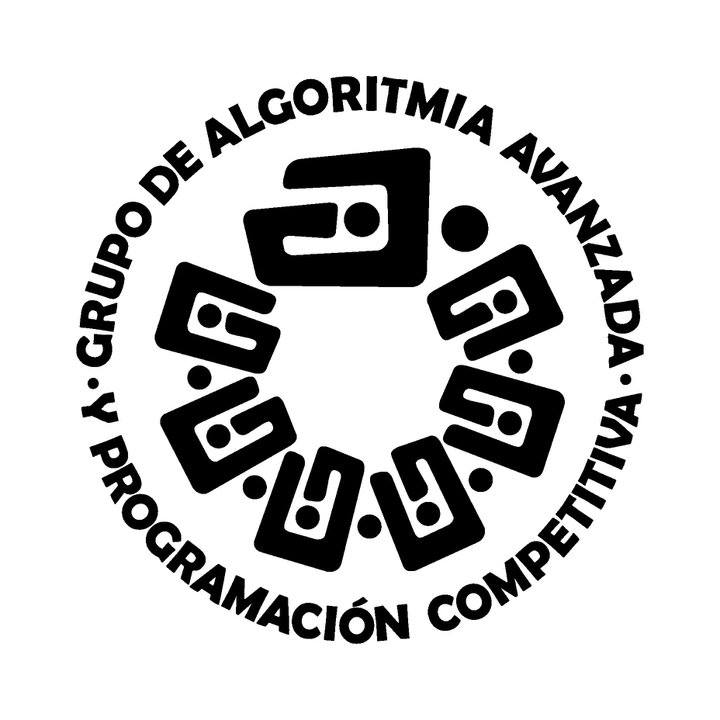 GRUPO DE ALGORITMIA AVANZADA
Y PROGRAMACIÓN COMPETITIVA